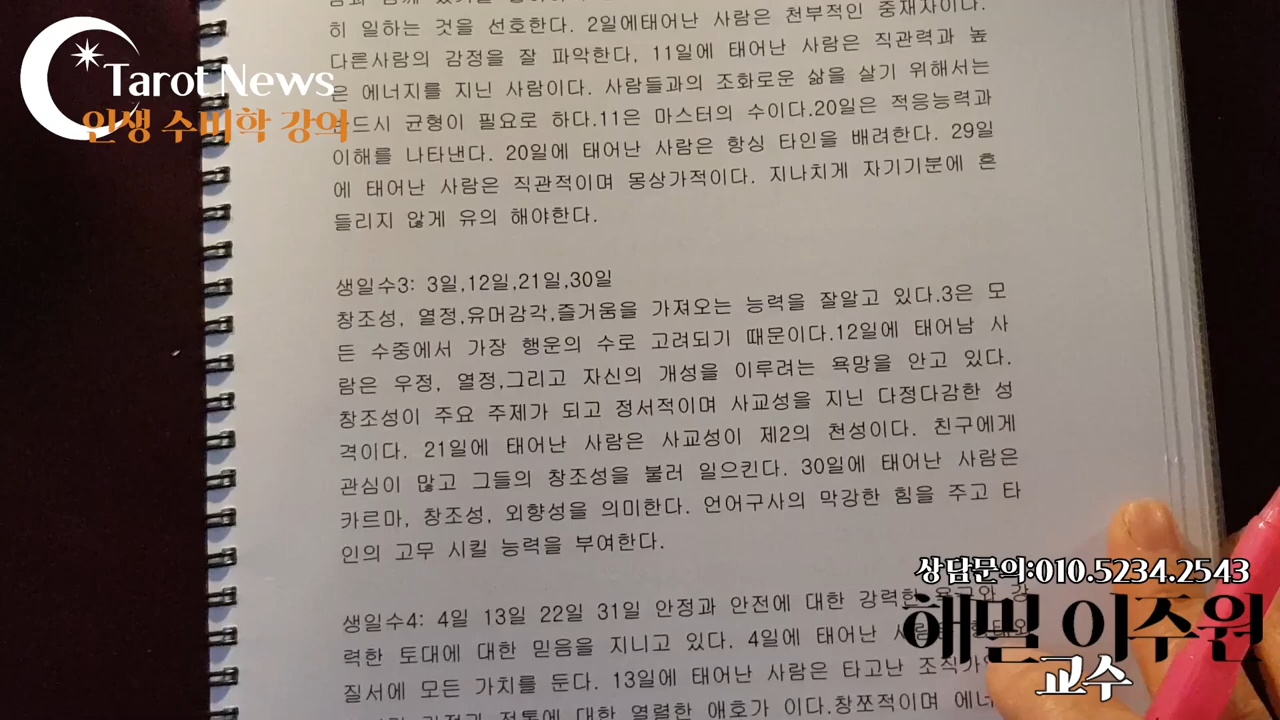 Tarot News
인생 수비학 강의
히 일하는 것을 선호한다. 2일에태어난 사람은 천부적인 중재자이다.
다른사람의 감정을 잘 파악한다, 11일에 태어난 사람은 직관력과 높
은 에너지를 지닌 사람이다. 사람들과의 조화로운 삶을 살기 위해서는
드시 균형이 필요로 하다.11은 마스터의 수이다.20일은 적응능력과
이해를 나타낸다. 20일에 태어난 사람은 항싱 타인을 배려한다. 29일
에 태어난 사람은 직관적이며 몽상가적이다. 지나치게 자기기분에 흔
들리지 않게 유의 해야한다.
생일수3: 3일,12일,21일,30일
창조성, 열정,유머감각,즐거움을 가져오는 능력을 잘알고 있다.3은 모
든 수중에서 가장 행운의 수로 고려되기 때문이다.12일에 태어남 사
람은 우정, 열정,그리고 자신의 개성을 이루려는 욕망을 안고 있다.
창조성이 주요 주제가 되고 정서적이며 사교성을 지닌 다정다감한 성
격이다. 21일에 태어난 사람은 사교성이 제2의 천성이다. 친구에게
관심이 많고 그들의 창조성을 불러 일으킨다. 30일에 태어난 사람은
카르마, 창조성, 외향성을 의미한다. 언어구사의 막강한 힘을 주고 타
인의 고무 시킬 능력을 부여한다.
생일수4: 4일 13일 22일 31일 안정과 안전에 대한 강력한
력한 토대에 대한 믿음을 지니고 있다. 4일에 태어난
질서에 모든 가치를 둔다. 13일에 태어난 사람은 타고난
전통에 대한 열렬한 애호가 이다.창쪼적이며
상담문의:010.5234.2543
해밀 이주원
교수